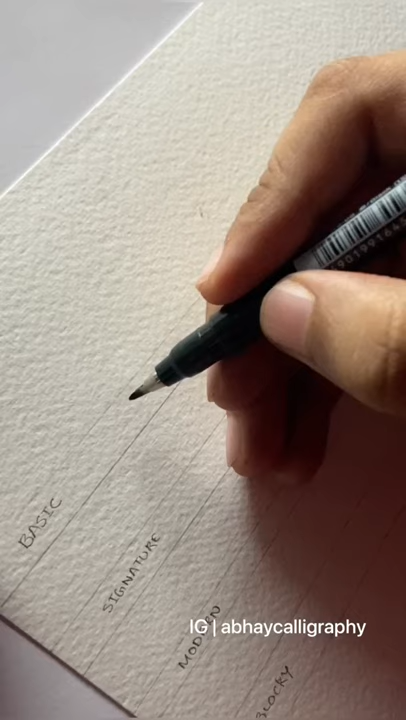 BASIC
SIGNATURE
MODERN
BLOCKY
IG | abhaycalligraphy